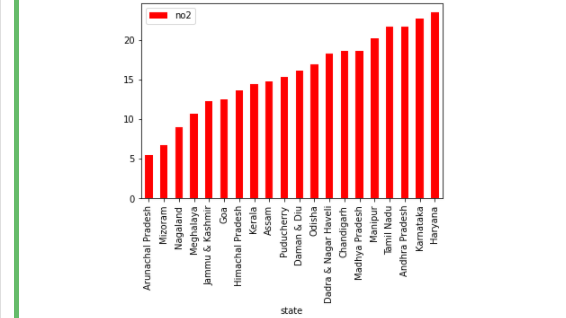 no2
20
15
10
5
0
Arunachal Pradesh
Mizoram
Nagaland
Meghalaya
Jammu & Kashmir
Goa
Himachal Pradesh
Kerala
Assam
Puducherry
Daman & Diu
Odisha
Dadra & Nagar Haveli
Chandigarh
Madhya Pradesh
Manipur
Tamil Nadu
Andhra Pradesh
Karnataka
Haryana
state